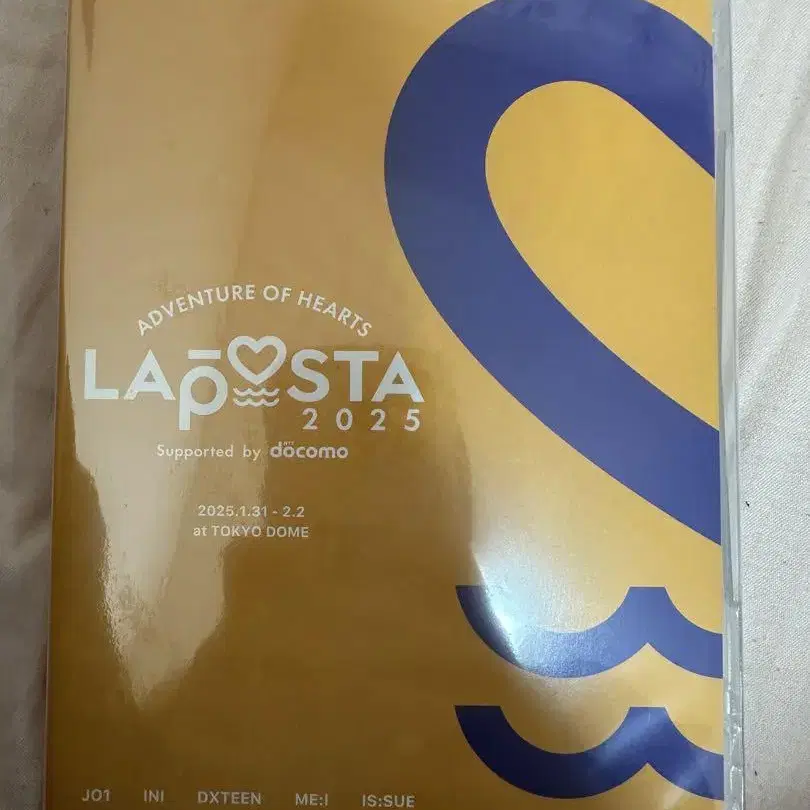 ADVENTURE OF HEARTS
LAPOSTA
2025
Supported by NTT docomo
2025.1.31 - 2.2
at TOKYO DOME
JO1 INI DXTEEN ME:I IS:SUE